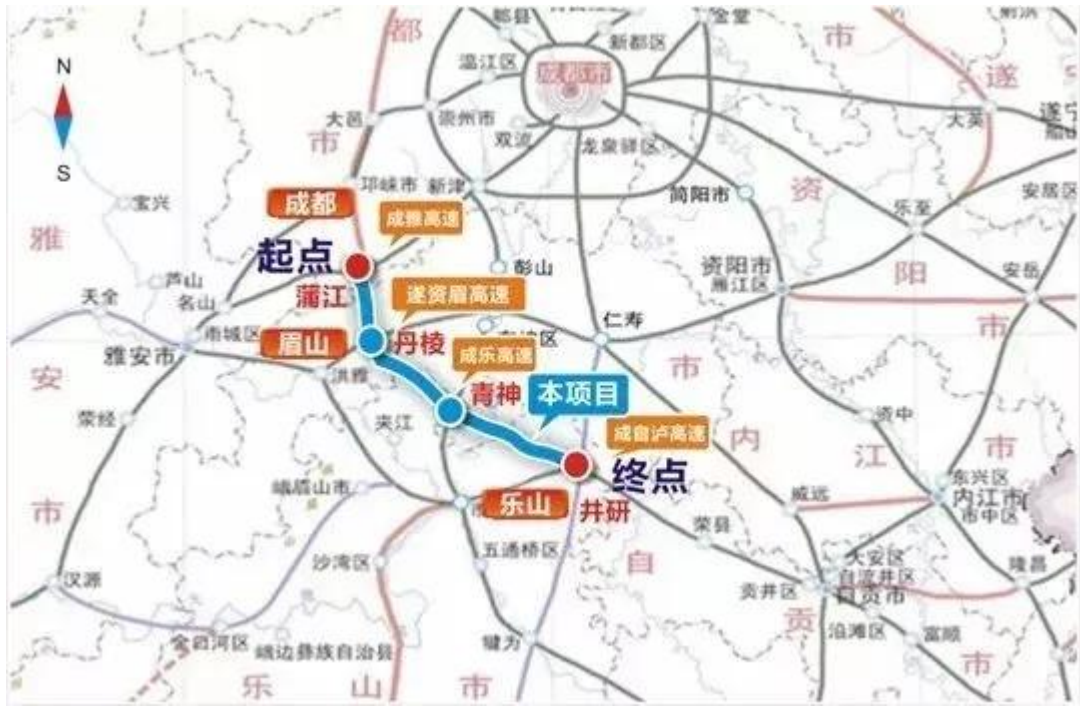 郫县
新都区
金堂
市
都
温江区
成都市
遂
N
大邑
崇州市
双流
龙泉驿区
大英
S
市
邛崃市
新津
简阳市
资
安居区
宝兴
成都
成雅高速
乐至
雅
起点
彭山
资阳市
雁江区
阳
安岳
芦山
天全
名山
蒲江
遂资眉高速
仁寿
市
雨城区
雅安市
眉山
丹棱
成乐高速
市
安
洪雅
青神
本项目
荥经
夹江
成自泸高速
内
资中
江
市
终点
东兴区
内江市
市中区
峨眉山市
乐山
井研
威远
市
荣县
沙湾区
五通桥区
自
大安区
自流井区
隆昌
汉源
贡井区
自贡市
贡
沿滩区
富顺
金口河区
峨边彝族自治县
犍为
市
乐
山
市